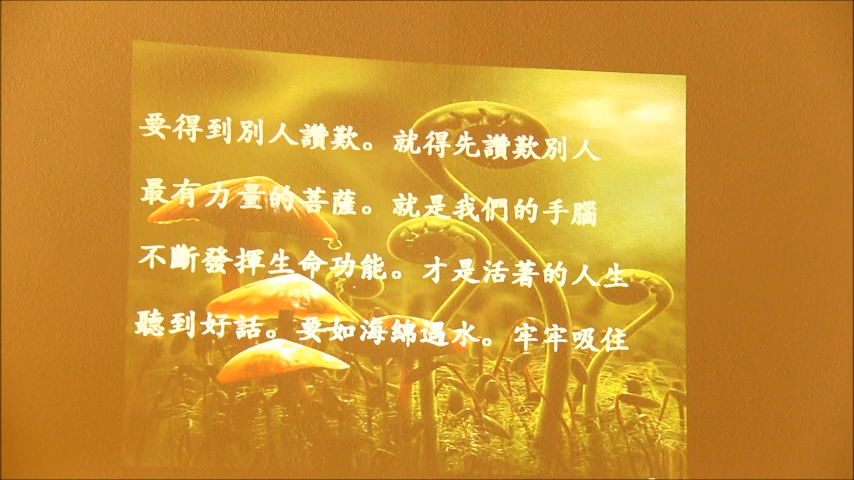 要得到別人讚歎。就得先讚歎別人
最有力量的菩薩。就是我們的手腦
不斷發揮生命功能。才是活著的人生
聽到好話。要如海綿遇水。牢牢吸住